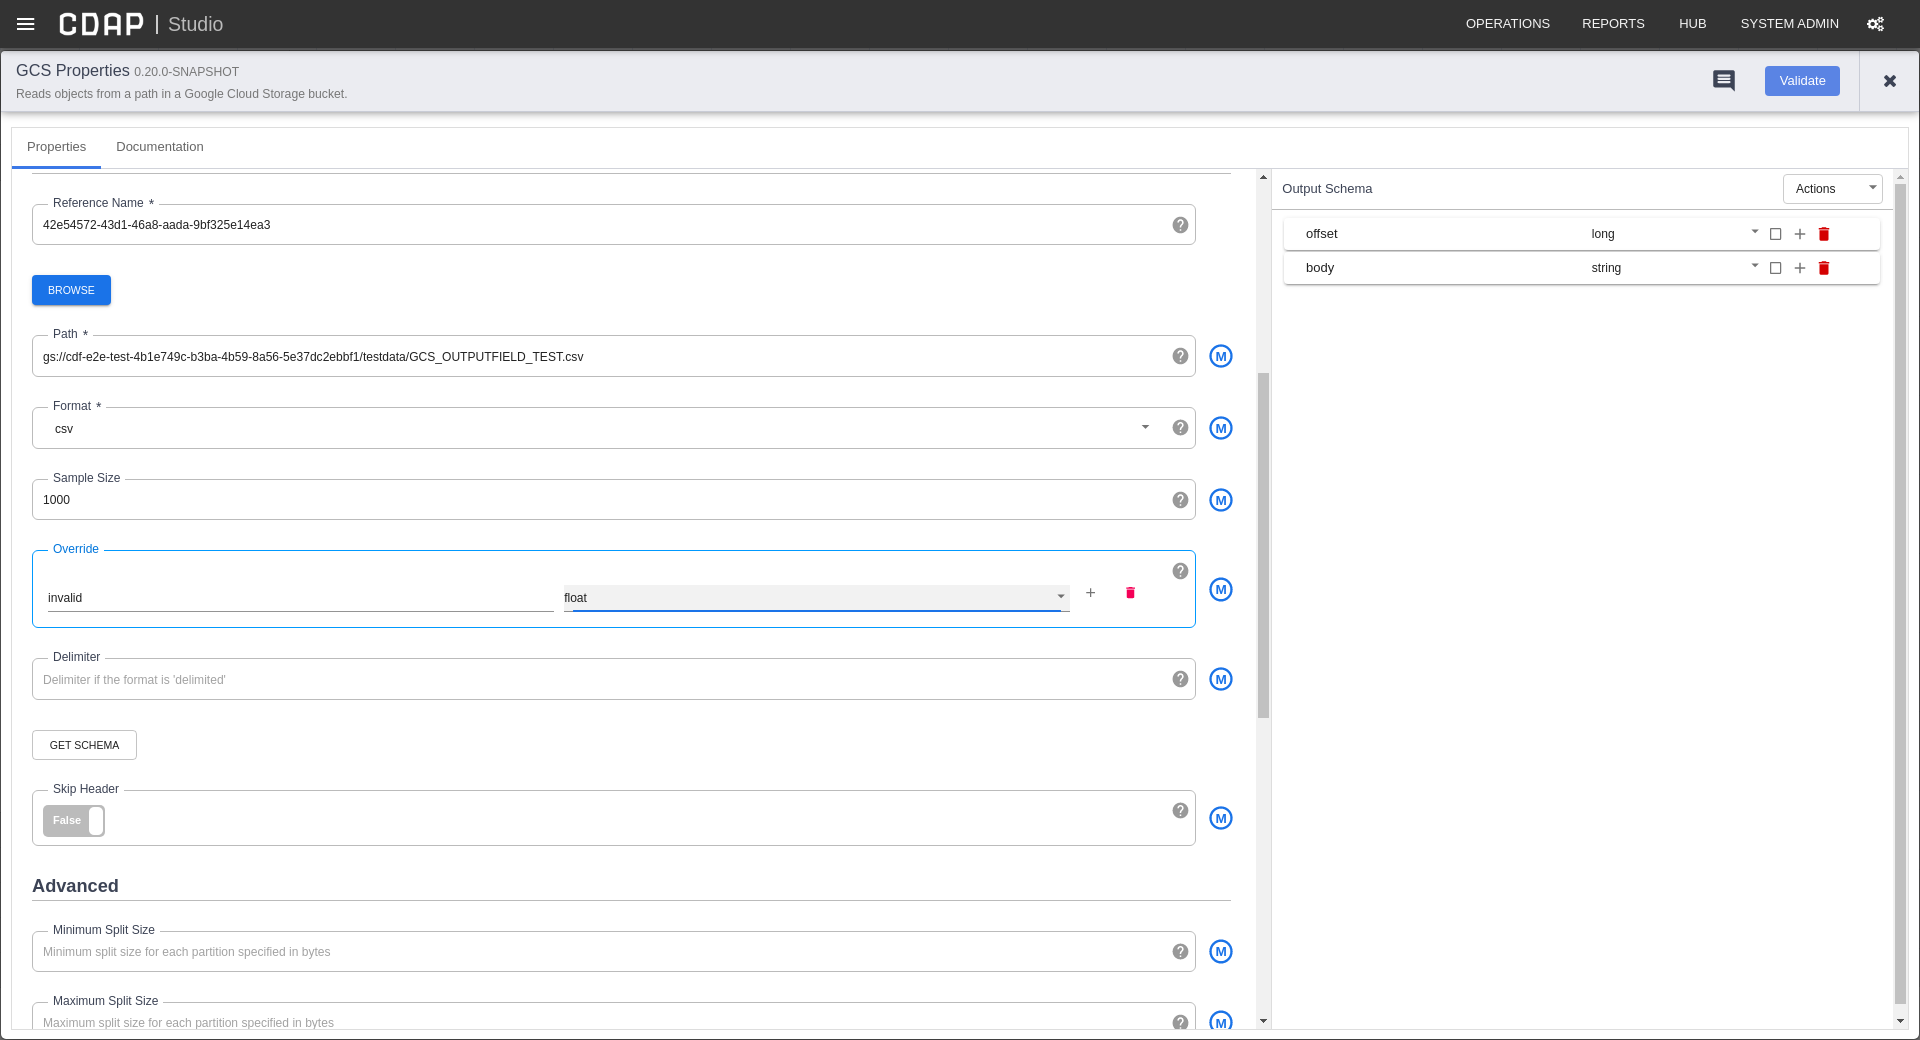 CDAP | Studio
OPERATIONS
REPORTS
HUB
SYSTEM ADMIN
GCS Properties 0.20.0-SNAPSHOT
Reads objects from a path in a Google Cloud Storage bucket.
Validate
Properties
Documentation
Reference Name *
42e54572-43d1-46a8-aada-9bf325e14ea3
?
BROWSE
Path *
gs://cdf-e2e-test-4b1e749c-b3ba-4b59-8a56-5e37dc2ebbf1/testdata/GCS_OUTPUTFIELD_TEST.csv
?
M
Format *
csv
?
M
Sample Size
1000
?
M
Override
invalid
float
+
?
M
Delimiter
Delimiter if the format is 'delimited'
?
M
GET SCHEMA
Skip Header
False
?
M
Advanced
Minimum Split Size
Minimum split size for each partition specified in bytes
?
M
Maximum Split Size
Maximum split size for each partition specified in bytes
?
M
Output Schema
Actions
offset
long
+
body
string
+